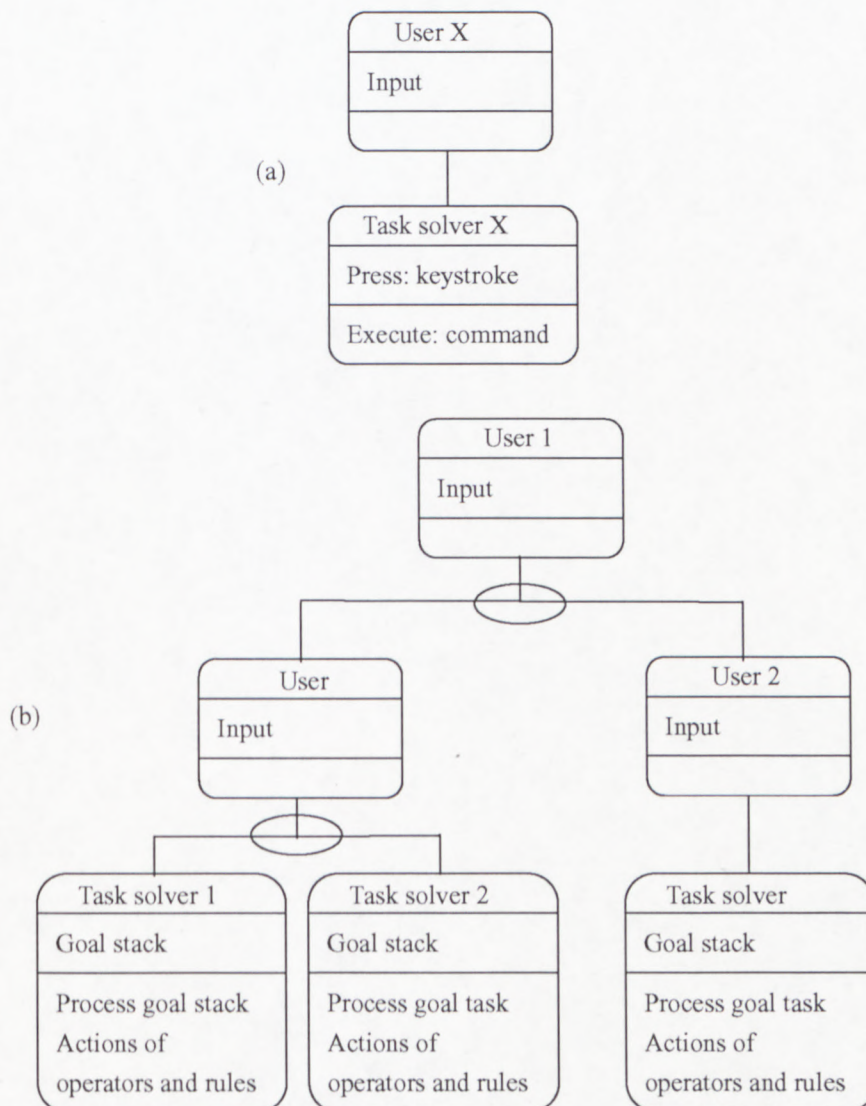 User X
Input
(a)
Task solver X
Press: keystroke
Execute: command
User 1
Input
(b)
User
Input
User 2
Input
Task solver 1
Goal stack
Process goal stack
Actions of
operators and rules
Task solver 2
Goal stack
Process goal task
Actions of
operators and rules
Task solver
Goal stack
Process goal task
Actions of
operators and rules